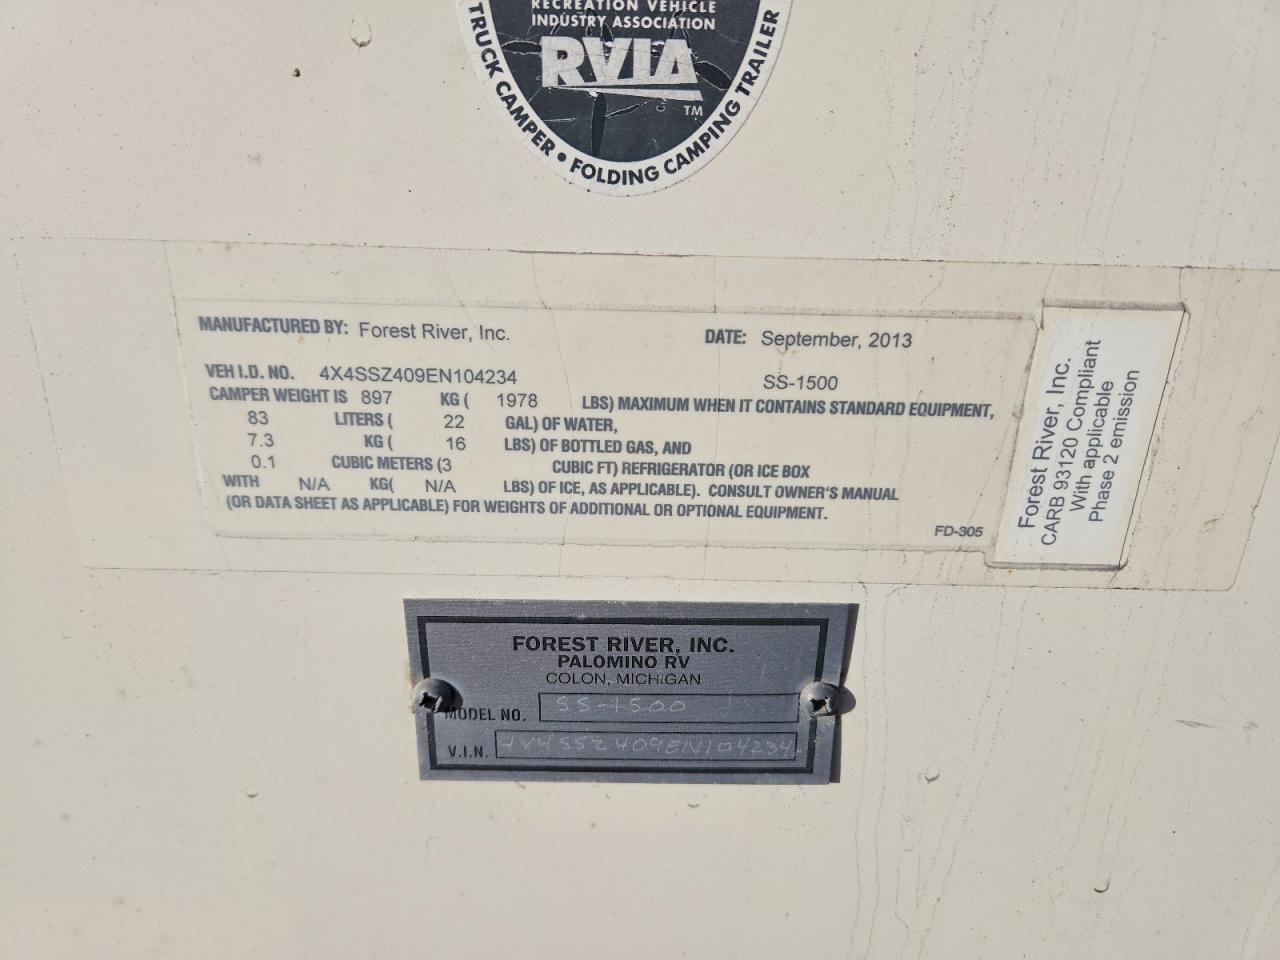 RECREATION VEHICLE
INDUSTRY ASSOCIATION
RVIA
TM
TRUCK CAMPER • FOLDING CAMPING TRAILER
MANUFACTURED BY: Forest River, Inc. DATE: September, 2013
VEH I.D. NO. 4X4SSZ409EN104234 SS-1500
CAMPER WEIGHT IS 897 KG ( 1978 LBS) MAXIMUM WHEN IT CONTAINS STANDARD EQUIPMENT,
83 LITERS ( 22 GAL) OF WATER,
7.3 KG ( 16 LBS) OF BOTTLED GAS, AND
0.1 CUBIC METERS (3 CUBIC FT) REFRIGERATOR (OR ICE BOX
WITH N/A KG( N/A LBS) OF ICE, AS APPLICABLE). CONSULT OWNER'S MANUAL
(OR DATA SHEET AS APPLICABLE) FOR WEIGHTS OF ADDITIONAL OR OPTIONAL EQUIPMENT.
FD-305
Forest River, Inc.
CARB 93120 Compliant
With applicable
Phase 2 emission
FOREST RIVER, INC.
PALOMINO RV
COLON, MICHIGAN
MODEL NO. SS-1500
V.I.N. 4X4SSZ409EN104234